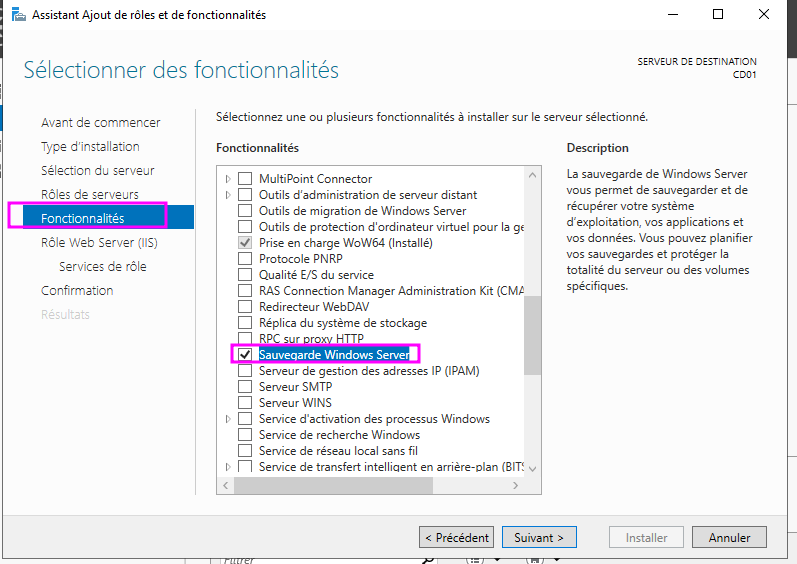 Assistant Ajout de rôles et de fonctionnalités
Sélectionner des fonctionnalités
SERVEUR DE DESTINATION
CD01
Avant de commencer
Type d'installation
Sélection du serveur
Rôles de serveurs
Fonctionnalités
Rôle Web Server (IIS)
Services de rôle
Confirmation
Résultats
Sélectionnez une ou plusieurs fonctionnalités à installer sur le serveur sélectionné.
Fonctionnalités
MultiPoint Connector
Outils d'administration de serveur distant
Outils de migration de Windows Server
Outils de protection d'ordinateur virtuel pour la ge
Prise en charge WoW64 (Installé)
Protocole PNRP
Qualité E/S du service
RAS Connection Manager Administration Kit (CMA
Redirecteur WebDAV
Réplica du système de stockage
RPC sur proxy HTTP
Sauvegarde Windows Server
Serveur de gestion des adresses IP (IPAM)
Serveur SMTP
Serveur WINS
Service d'activation des processus Windows
Service de recherche Windows
Service de réseau local sans fil
Service de transfert intelligent en arrière-plan (BITS
Description
La sauvegarde de Windows Server
vous permet de sauvegarder et de
récupérer votre système
d'exploitation, vos applications et
vos données. Vous pouvez planifier
vos sauvegardes et protéger la
totalité du serveur ou des volumes
spécifiques.
< Précédent
Suivant >
Installer
Annuler
Filtrer